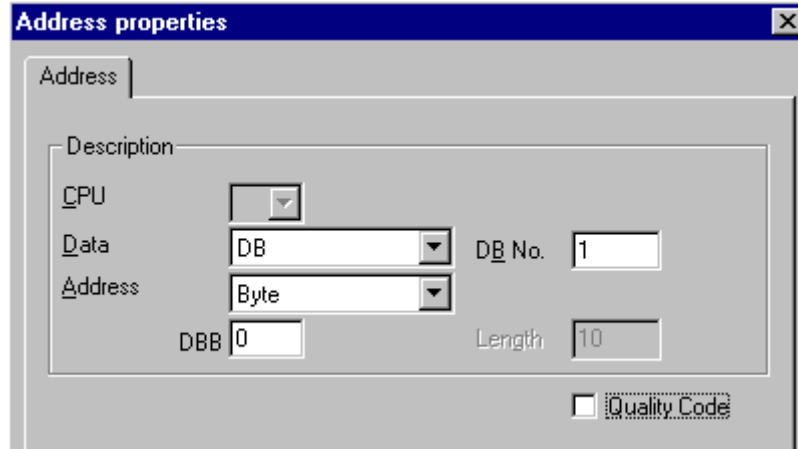 Address properties
Address
Description
CPU
Data DB DB No. 1
Address Byte
DBB 0 Length 10
Quality Code